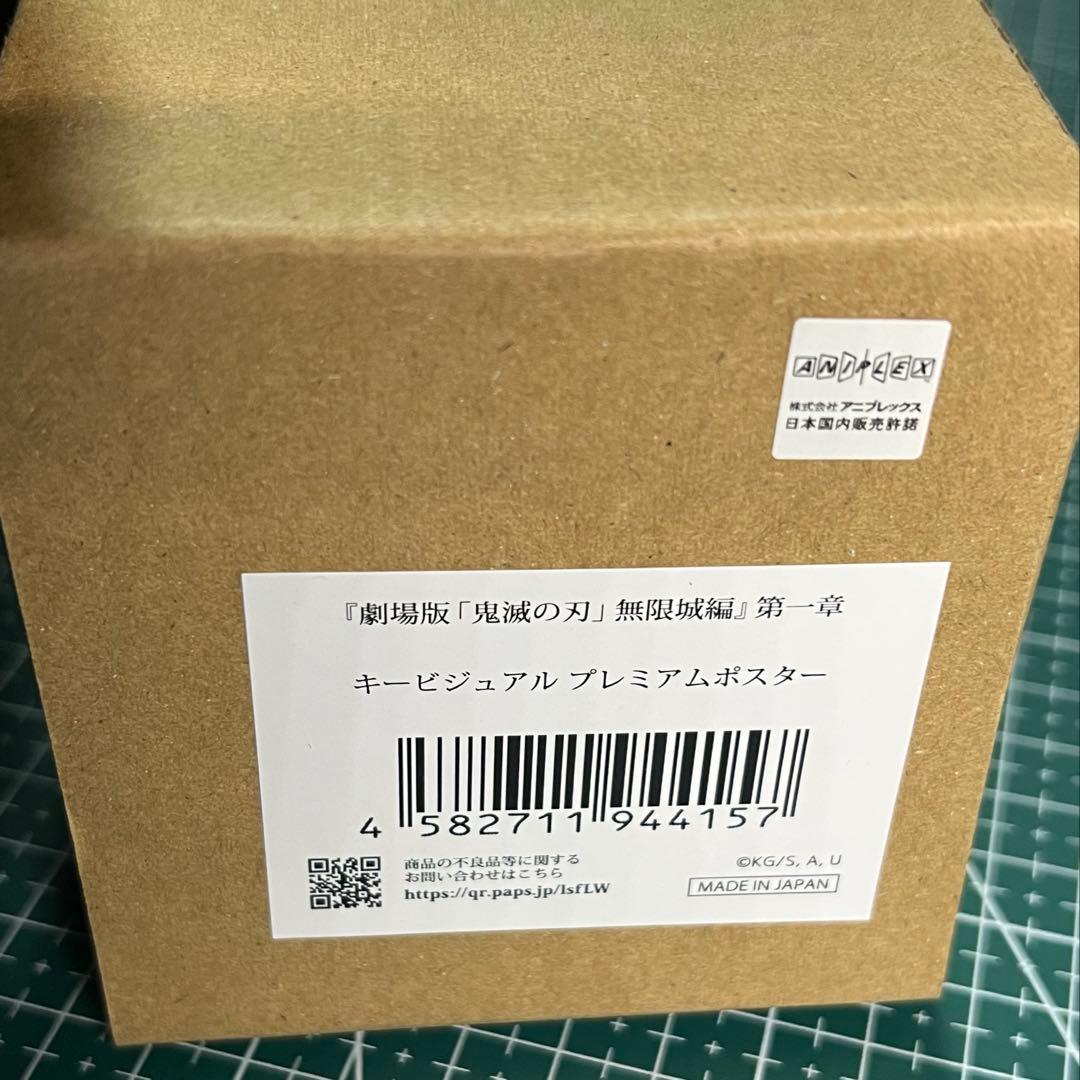 ANIPLEX
株式会社アニプレックス
日本国内販売許諾
『劇場版「鬼滅の刃」無限城編』第一章
キービジュアル プレミアムポスター
4 582711 944157
商品の不良品等に関する
お問い合わせはこちら
https://qr.paps.jp/lsfLW
©KG/S, A, U
MADE IN JAPAN